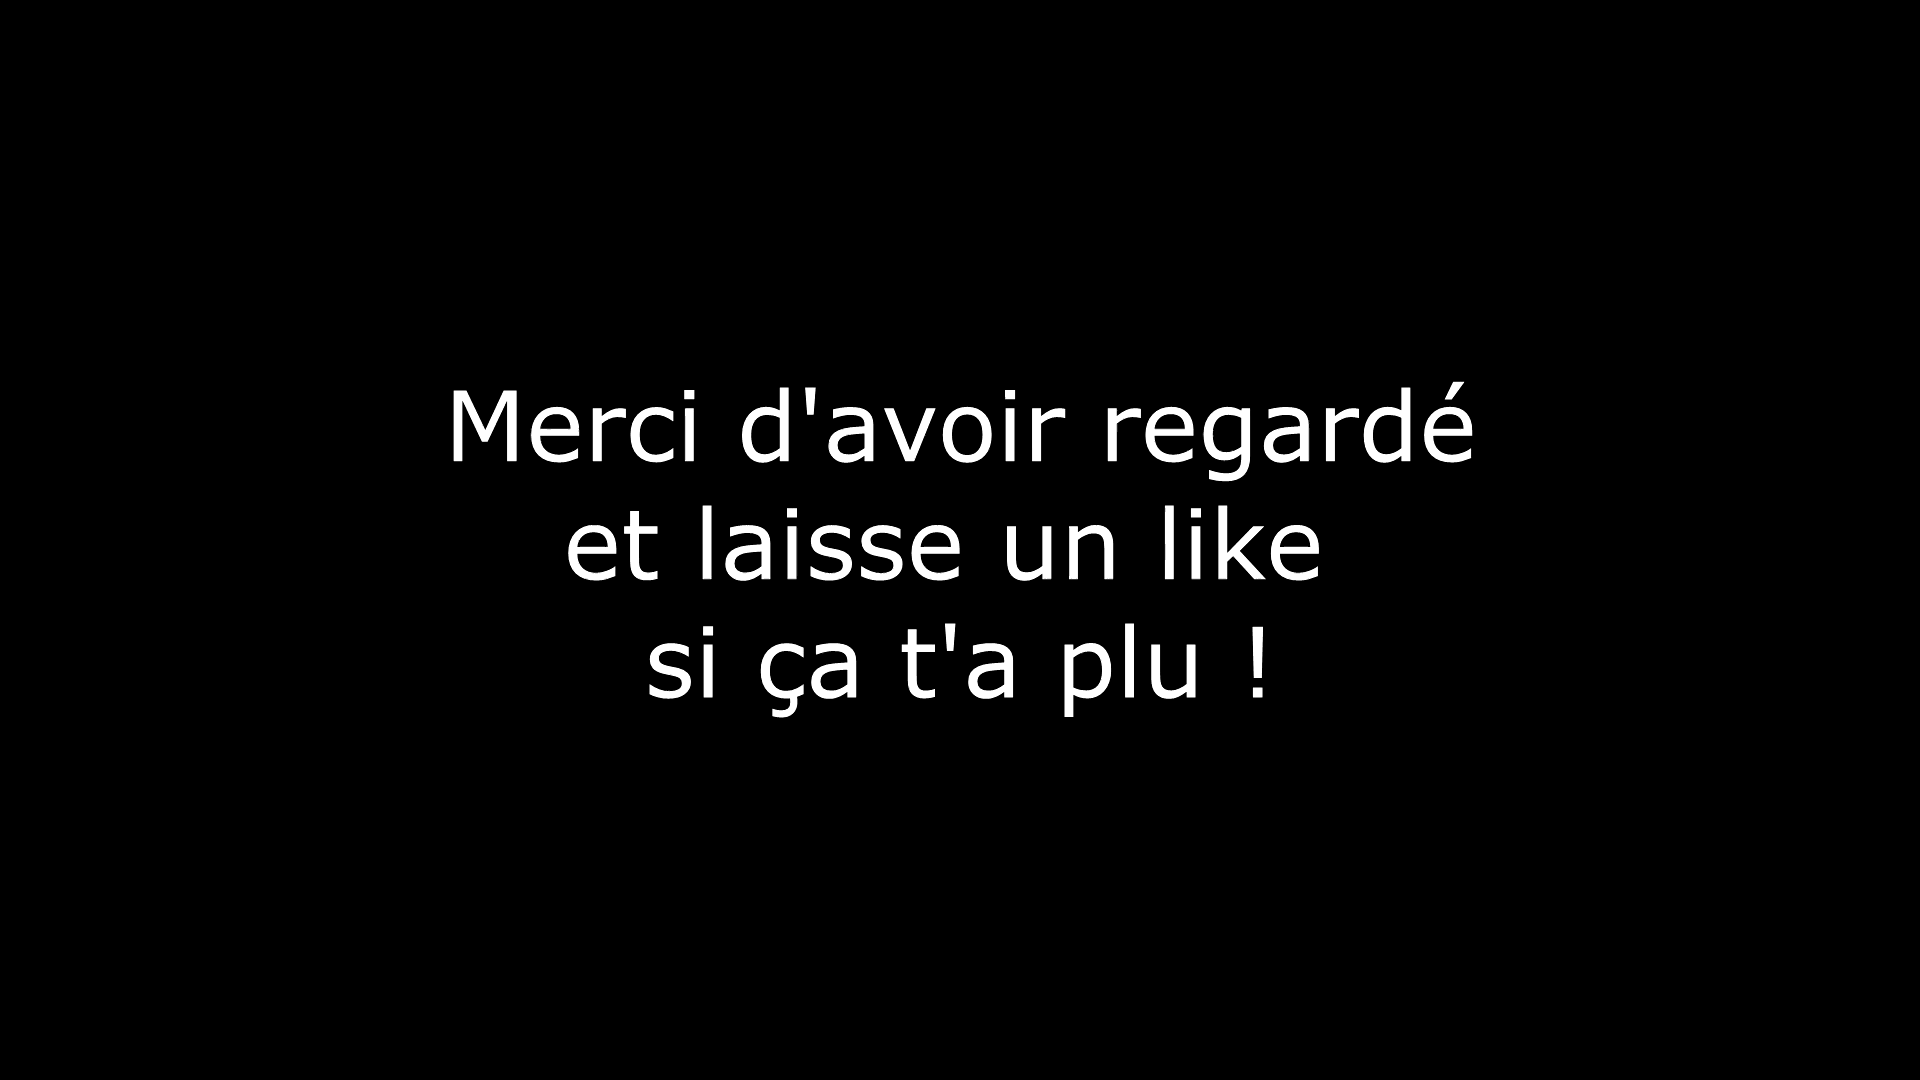 Merci d'avoir regardé
et laisse un like
si ça t'a plu !